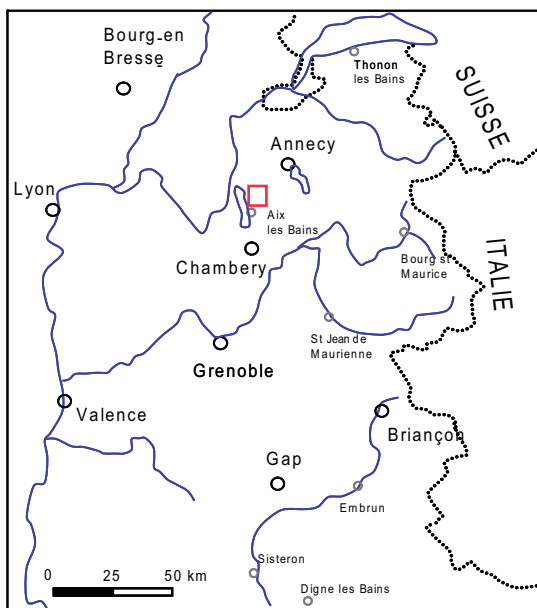 Bourg-en
Bresse
Thonon
les Bains
SUISSE
Annecy
Lyon
Aix
les Bains
Chambery
Bourg st
Maurice
ITALIE
St Jean de
Maurienne
Grenoble
Valence
Briançon
Gap
Embrun
Sisteron
0 25 50 km
Digne les Bains